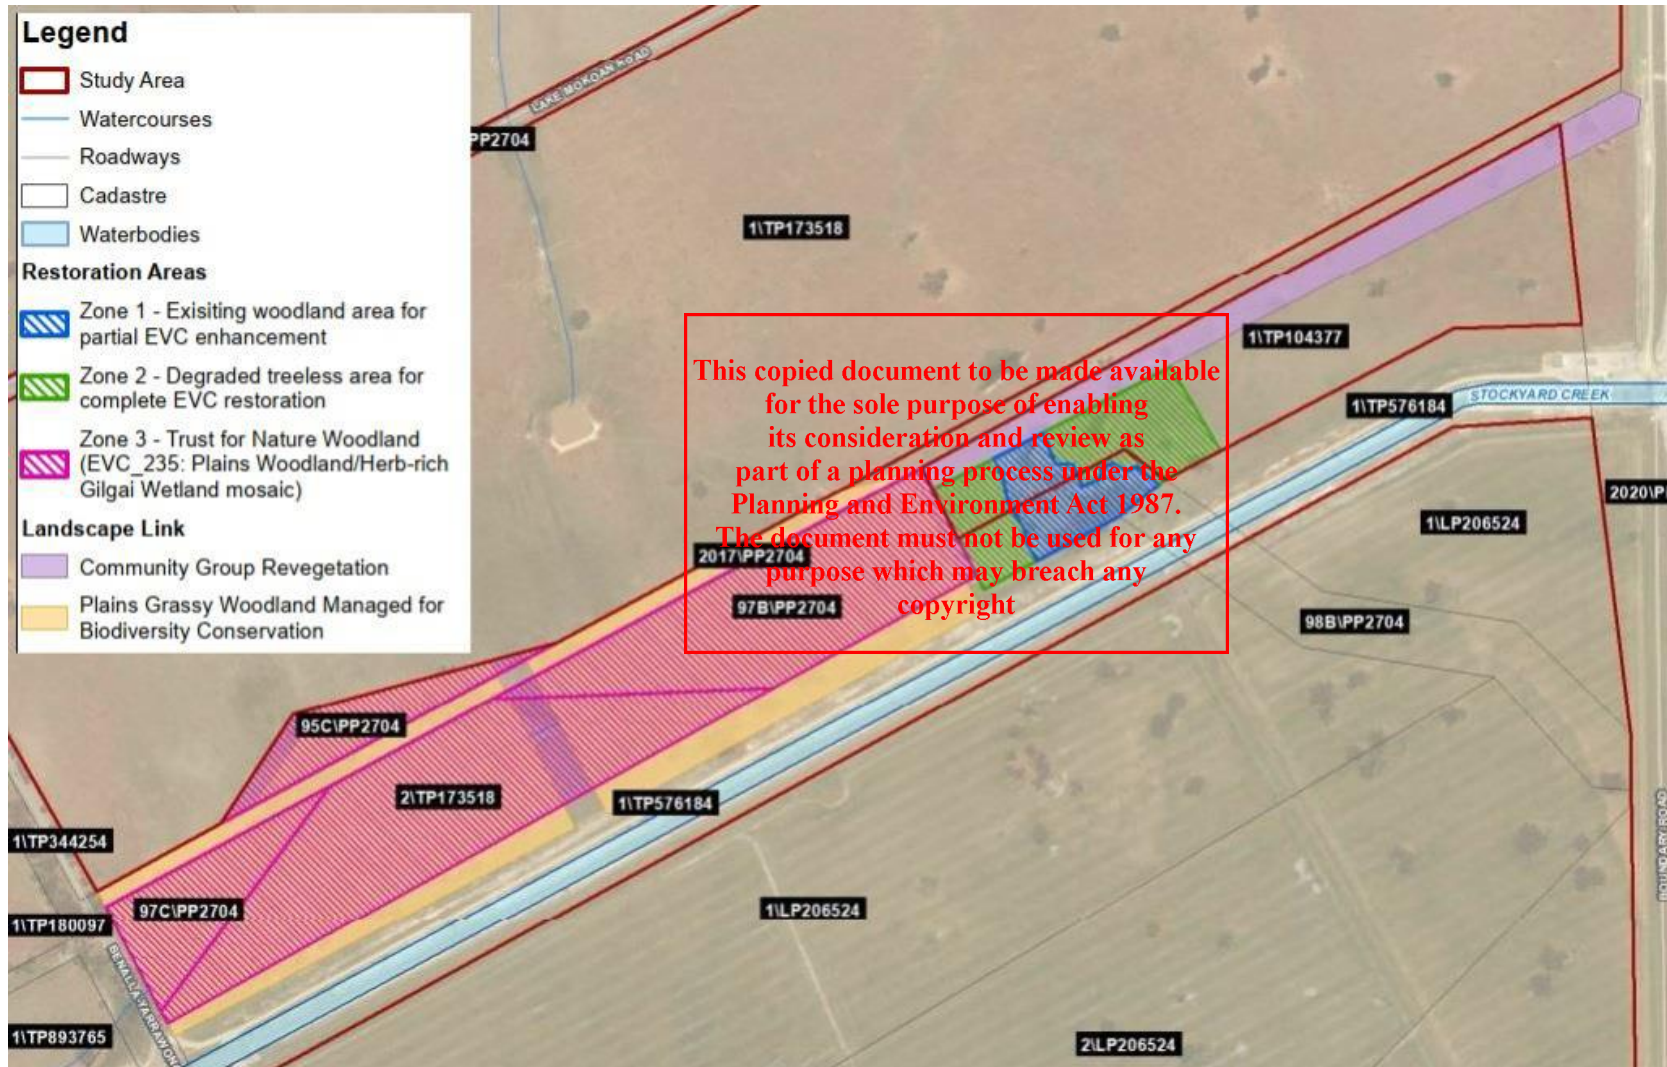 Legend
Study Area
Watercourses
Roadways
Cadastre
Waterbodies
Restoration Areas
Zone 1 - Exisiting woodland area for
partial EVC enhancement
Zone 2 - Degraded treeless area for
complete EVC restoration
Zone 3 - Trust for Nature Woodland
(EVC_235: Plains Woodland/Herb-rich
Gilgai Wetland mosaic)
Landscape Link
Community Group Revegetation
Plains Grassy Woodland Managed for
Biodiversity Conservation
LAKE MOKOAN ROAD
PP2704
1\TP173518
1\TP104377
This copied document to be made available
for the sole purpose of enabling
its consideration and review as
part of a planning process under the
Planning and Environment Act 1987.
The document must not be used for any
purpose which may breach any
copyright
STOCKYARD CREEK
1\TP576184
2020\P
1\LP206524
2017\PP2704
97B\PP2704
98B\PP2704
95C\PP2704
2\TP173518
1\TP576184
1\TP344254
97C\PP2704
1\LP206524
1\TP180097
BENALLA YARRAWON
BOUNDARY ROAD
1\TP893765
2\LP206524